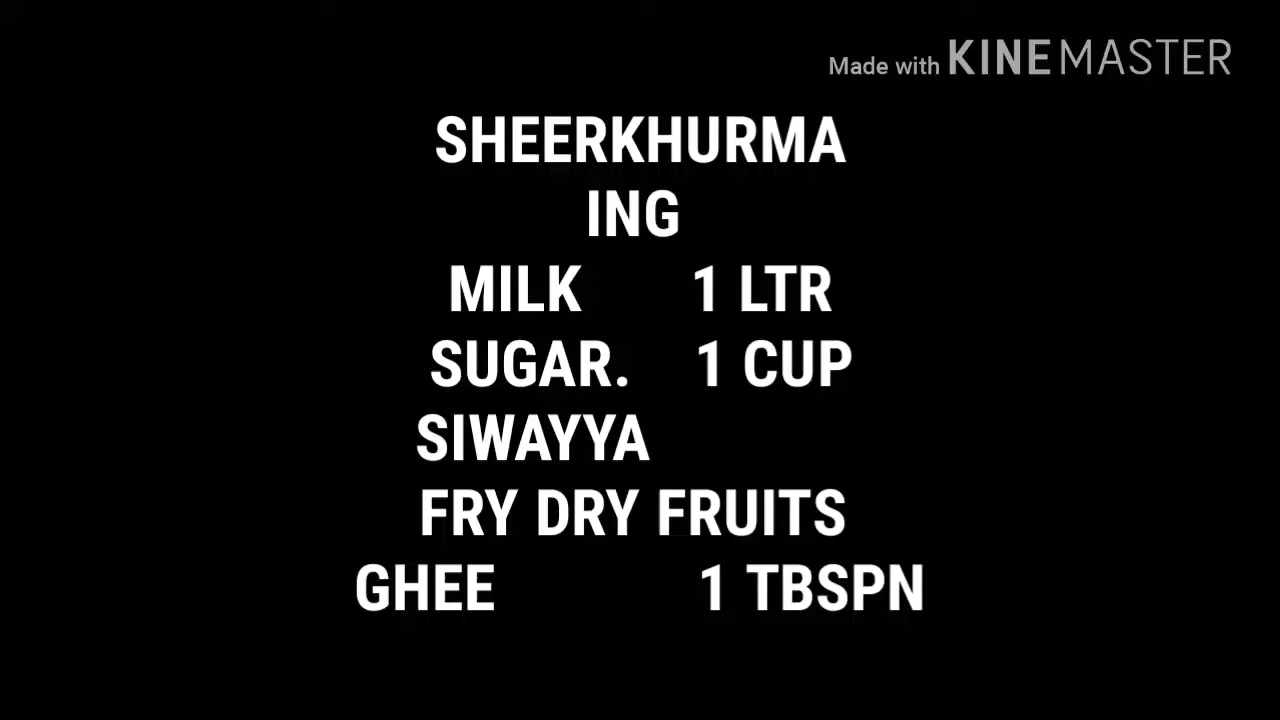 Made with KINEMASTER
SHEERKHURMA
ING
MILK 1 LTR
SUGAR. 1 CUP
SIWAYYA
FRY DRY FRUITS
GHEE 1 TBSPN